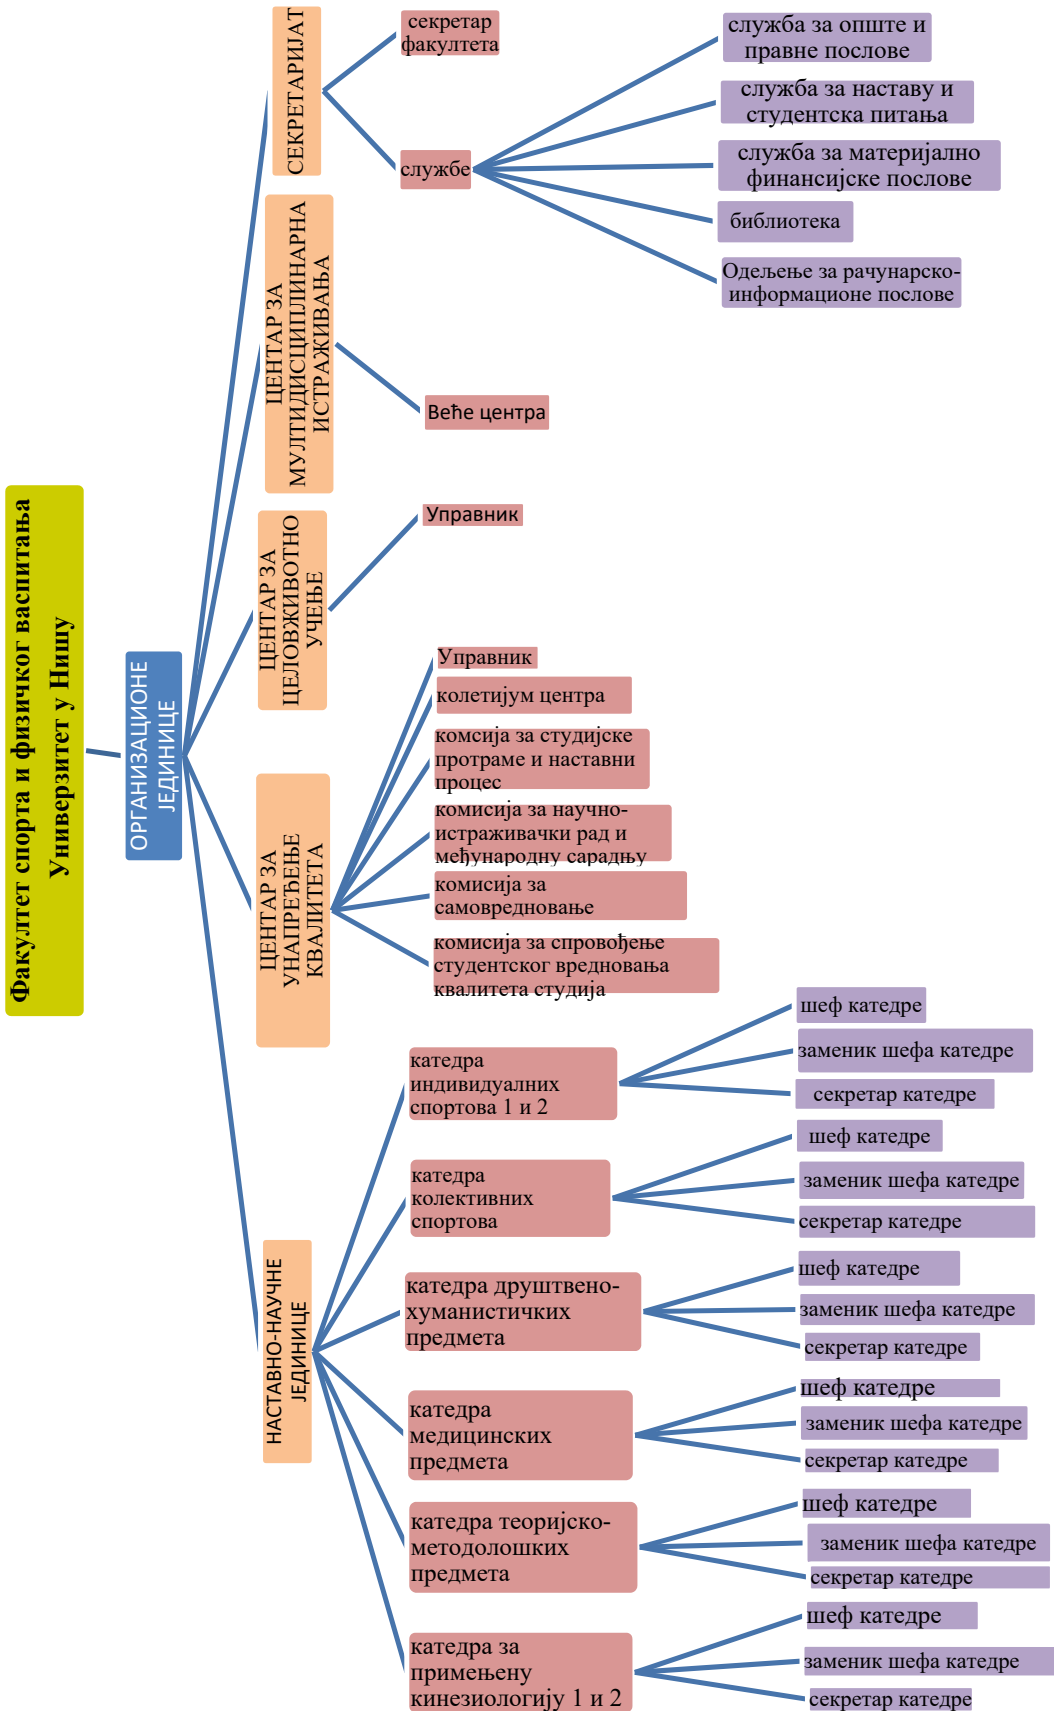 Факултет спорта и физичког васпитања
Универзитет у Нишу
ОРГАНИЗАЦИОНЕ
ЈЕДИНИЦЕ
СЕКРЕТАРИЈАТ
секретар
факултета
службе
служба за опште и
правне послове
служба за наставу и
студентска питања
служба за материјално
финансијске послове
библиотека
Одељење за рачунарско-
информационе послове
ЦЕНТАР ЗА
МУЛТИДИСЦИПЛИНАРНА
ИСТРАЖИВАЊА
Веће центра
ЦЕНТАР ЗА
ЦЕЛОВЖИВОТНО
УЧЕЊЕ
Управник
ЦЕНТАР ЗА
УНАПРЕЂЕЊЕ
КВАЛИТЕТА
Управник
колетијум центра
комсија за студијске
протраме и наставни
процес
комисија за научно-
истраживачки рад и
међународну сарадњу
комисија за
самовредновање
комисија за спровођење
студентског вредновања
квалитета студија
НАСТАВНО-НАУЧНЕ
ЈЕДИНИЦЕ
катедра
индивидуалних
спортова 1 и 2
шеф катедре
заменик шефа катедре
секретар катедре
катедра
колективних
спортова
шеф катедре
заменик шефа катедре
секретар катедре
катедра друштвено-
хуманистичких
предмета
шеф катедре
заменик шефа катедре
секретар катедре
катедра
медицинских
предмета
шеф катедре
заменик шефа катедре
секретар катедре
катедра теоријско-
методолошких
предмета
шеф катедре
заменик шефа катедре
секретар катедре
катедра за
примењену
кинезиологију 1 и 2
шеф катедре
заменик шефа катедре
секретар катедре